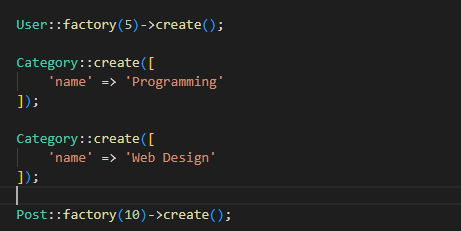 User::factory(5)->create();
Category::create([
    'name' => 'Programming'
]);
Category::create([
    'name' => 'Web Design'
]);
Post::factory(10)->create();